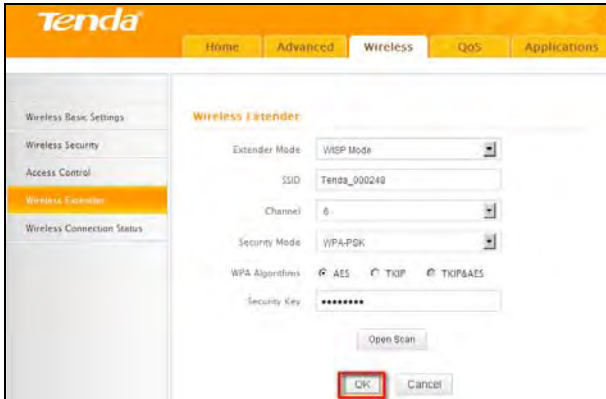 Tenda
Home Advanced Wireless QoS Applications
Wireless Basic Settings
Wireless Security
Access Control
Wireless Extender
Wireless Connection Status
Wireless Extender
Extender Mode WISP Mode
SSID Tenda_000248
Channel 6
Security Mode WPA-PSK
WPA Algorithms AES TKIP TKIP&AES
Security Key ••••••••
Open Scan
OK Cancel